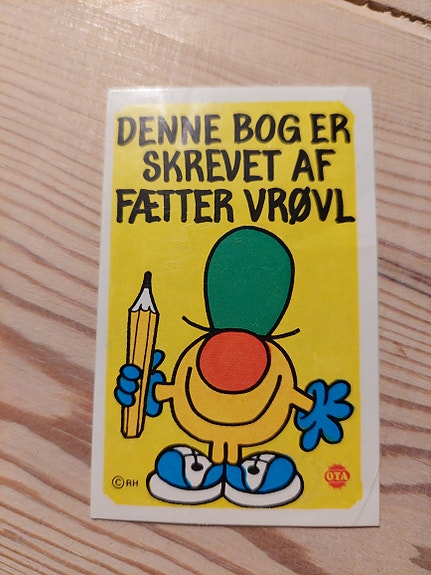 DENNE BOG ER
SKREVET AF
FÆTTER VRØVL
© RH
OTA